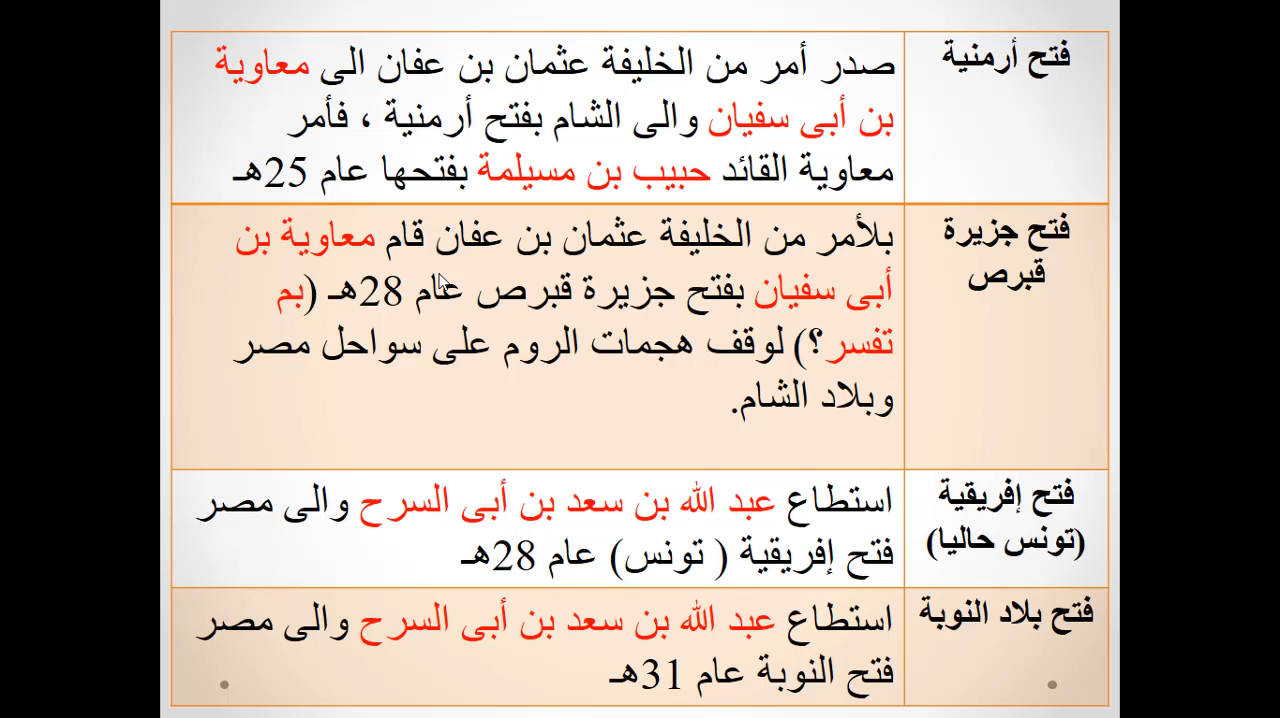 فتح أرمنية
صدر أمر من الخليفة عثمان بن عفان الى معاوية
بن أبى سفيان والى الشام بفتح أرمنية ، فأمر
معاوية القائد حبيب بن مسيلمة بفتحها عام 25هـ
فتح جزيرة
قبرص
بلأمر من الخليفة عثمان بن عفان قام معاوية بن
أبى سفيان بفتح جزيرة قبرص عام 28هـ (بم
تفسر؟) لوقف هجمات الروم على سواحل مصر
وبلاد الشام.
فتح إفريقية
(تونس حاليا)
استطاع عبد الله بن سعد بن أبى السرح والى مصر
فتح إفريقية ( تونس) عام 28هـ
فتح بلاد النوبة
استطاع عبد الله بن سعد بن أبى السرح والى مصر
فتح النوبة عام 31هـ